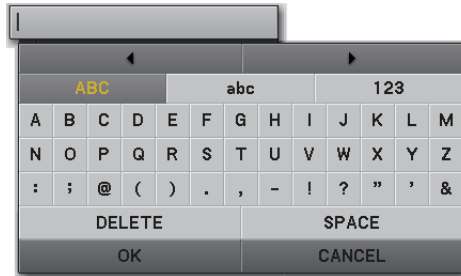 ABC abc 123
A B C D E F G H I J K L M
N O P Q R S T U V W X Y Z
: ; @ ( ) . , - ! ? ” ’ &
DELETE SPACE
OK CANCEL